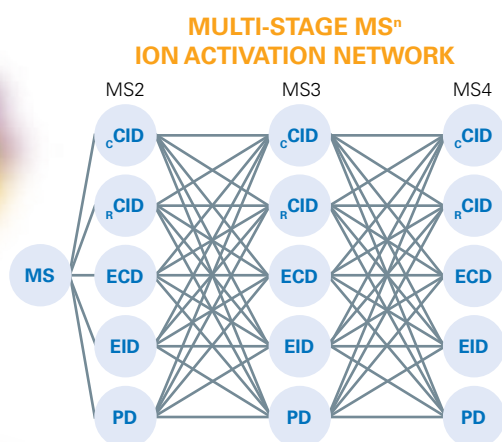 MULTI-STAGE MSⁿ
ION ACTIVATION NETWORK
MS2 MS3 MS4
cCID cCID cCID
RCID RCID RCID
MS ECD ECD ECD
EID EID EID
PD PD PD